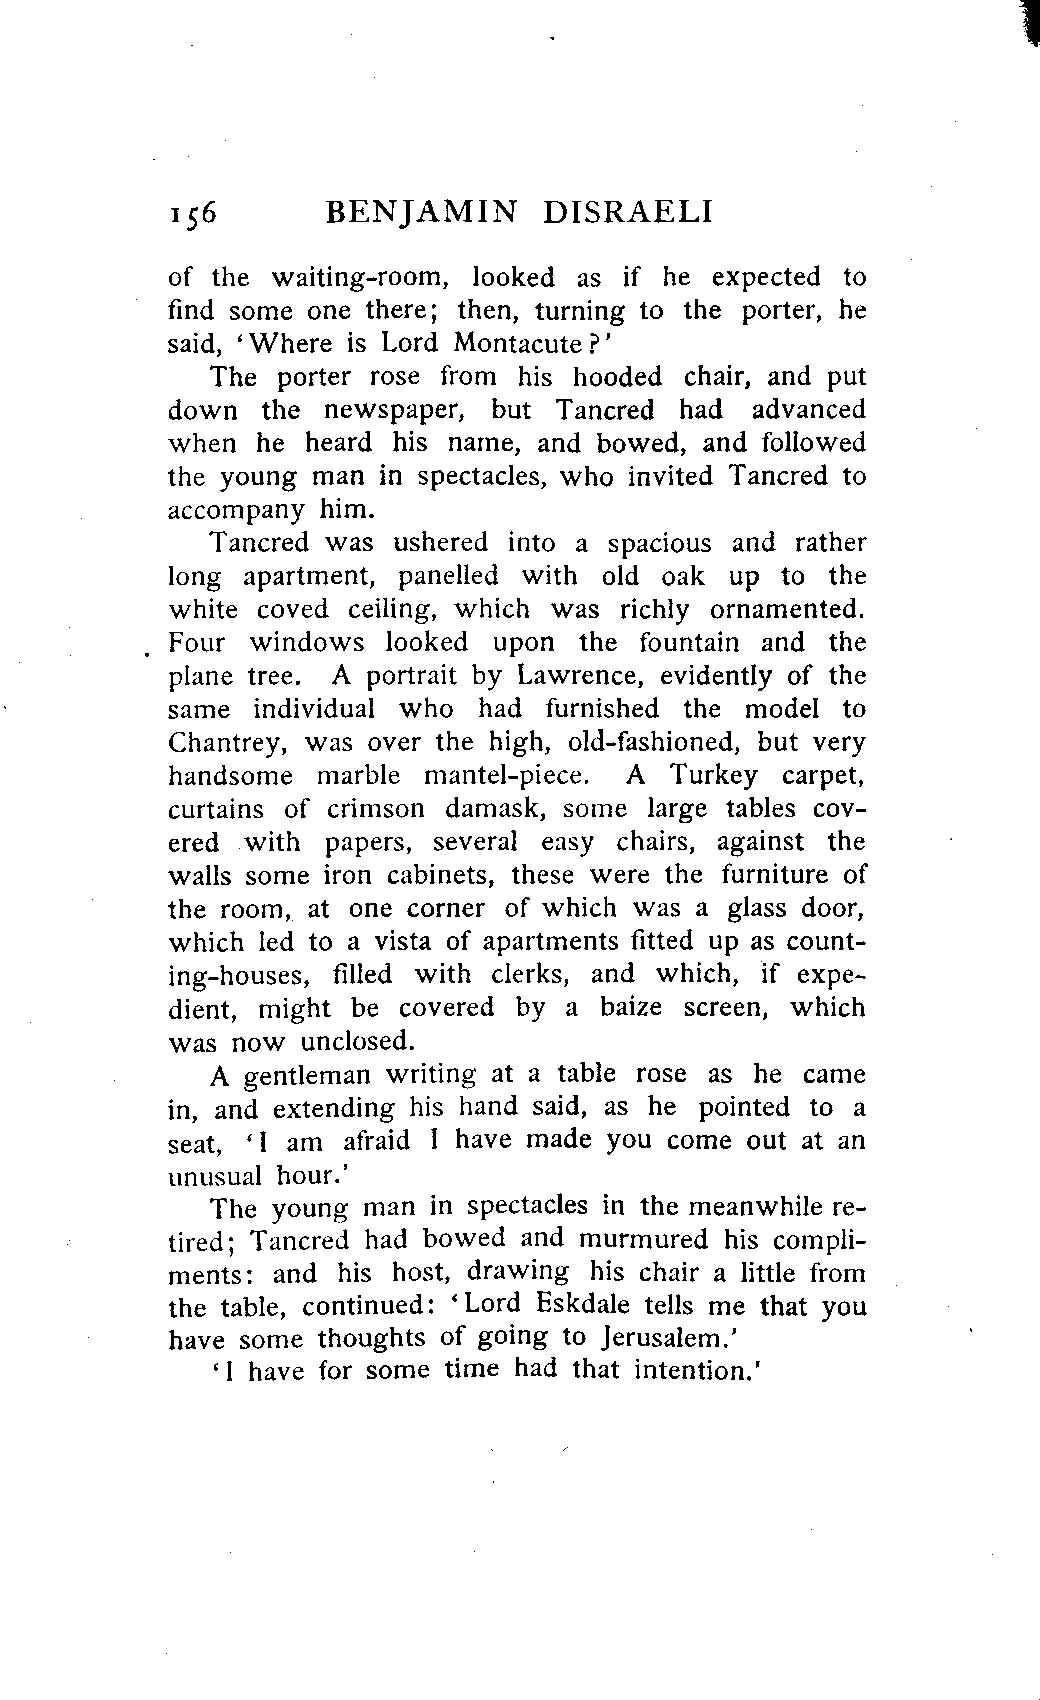 156 BENJAMIN DISRAELI
of the waiting-room, looked as if he expected to
find some one there; then, turning to the porter, he
said, ‘Where is Lord Montacute?’
The porter rose from his hooded chair, and put
down the newspaper, but Tancred had advanced
when he heard his name, and bowed, and followed
the young man in spectacles, who invited Tancred to
accompany him.
Tancred was ushered into a spacious and rather
long apartment, panelled with old oak up to the
white coved ceiling, which was richly ornamented.
Four windows looked upon the fountain and the
plane tree. A portrait by Lawrence, evidently of the
same individual who had furnished the model to
Chantrey, was over the high, old-fashioned, but very
handsome marble mantel-piece. A Turkey carpet,
curtains of crimson damask, some large tables cov-
ered with papers, several easy chairs, against the
walls some iron cabinets, these were the furniture of
the room, at one corner of which was a glass door,
which led to a vista of apartments fitted up as count-
ing-houses, filled with clerks, and which, if expe-
dient, might be covered by a baize screen, which
was now unclosed.
A gentleman writing at a table rose as he came
in, and extending his hand said, as he pointed to a
seat, ‘I am afraid I have made you come out at an
unusual hour.’
The young man in spectacles in the meanwhile re-
tired; Tancred had bowed and murmured his compli-
ments: and his host, drawing his chair a little from
the table, continued: ‘Lord Eskdale tells me that you
have some thoughts of going to Jerusalem.’
‘I have for some time had that intention.’